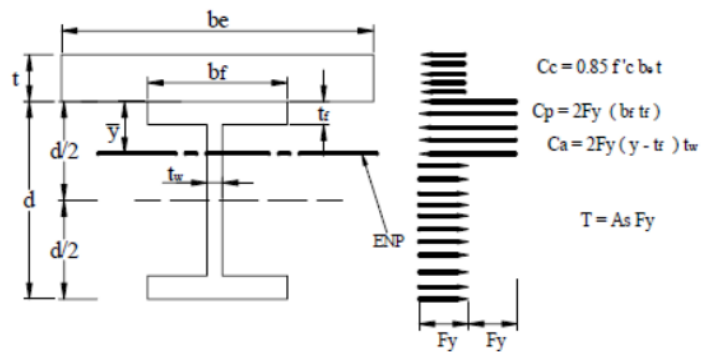 be
t
bf
tf
y
d/2
tw
d
d/2
ENP
Cc = 0.85 f'c be t
Cp = 2Fy ( bf tf )
Ca = 2Fy ( y - tf ) tw
T = As Fy
Fy Fy